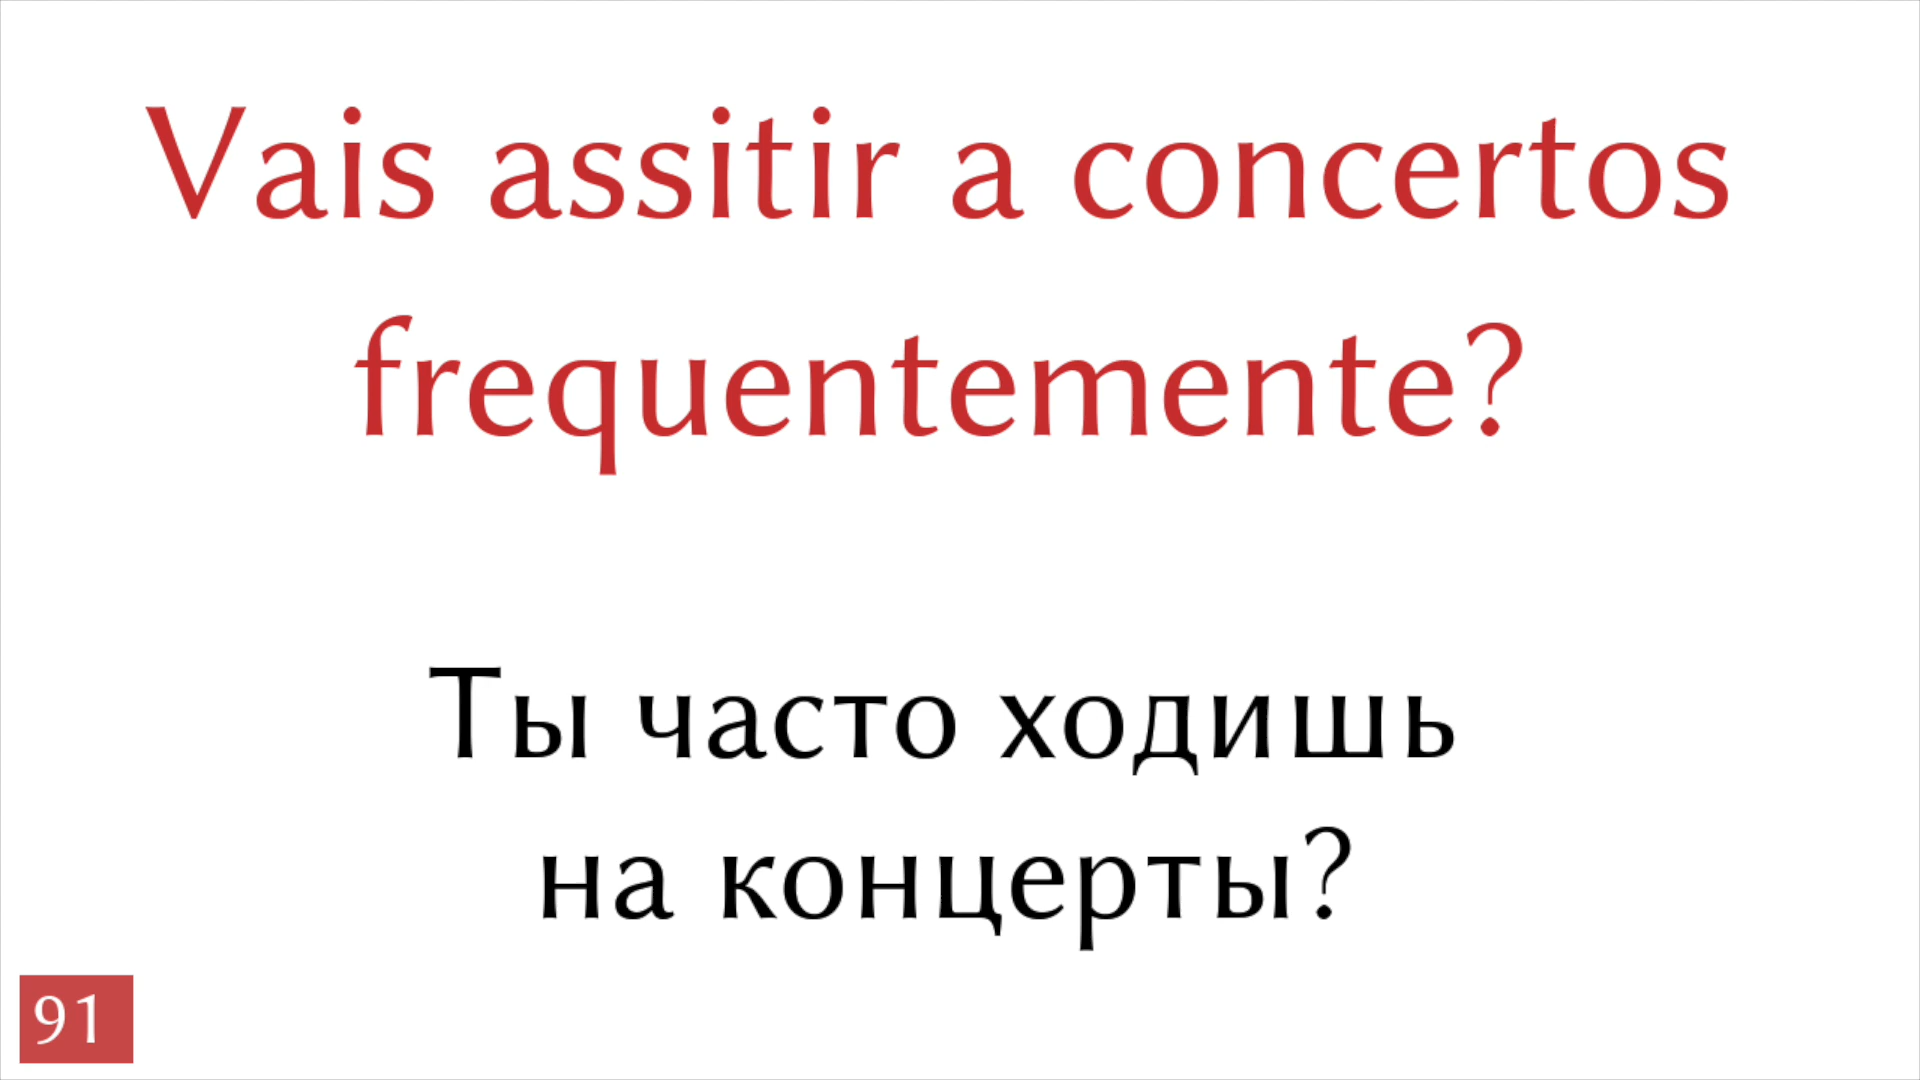 Vais assitir a concertos
frequentemente?
Ты часто ходишь
на концерты?
91